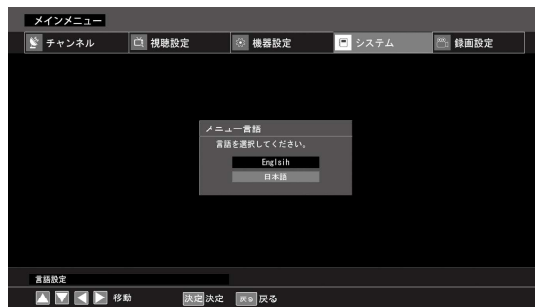 メインメニュー
チャンネル 視聴設定 機器設定 システム 録画設定
メニュー言語
言語を選択してください。
Englsih
日本語
言語設定
移動 決定 決定 戻る 戻る